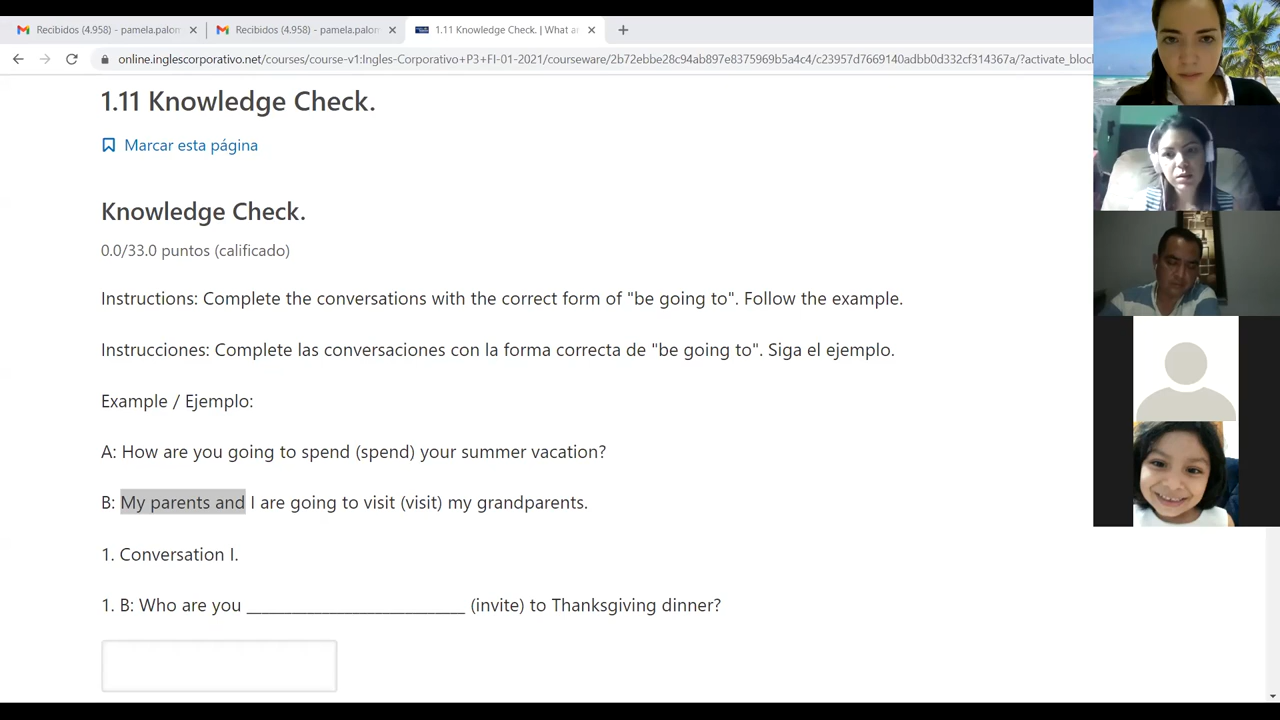 Recibidos (4.958) - pamela.palom
Recibidos (4.958) - pamela.palom
1.11 Knowledge Check. | What a
online.inglescorporativo.net/courses/course-v1:Ingles-Corporativo+P3+FI-01-2021/courseware/2b72ebbe28c94ab897e8375969b5a4c4/c23957d7669140adbb0d332cf314367a/?activate_bloc
1.11 Knowledge Check.
Marcar esta página
Knowledge Check.
0.0/33.0 puntos (calificado)
Instructions: Complete the conversations with the correct form of "be going to". Follow the example.
Instrucciones: Complete las conversaciones con la forma correcta de "be going to". Siga el ejemplo.
Example / Ejemplo:
A: How are you going to spend (spend) your summer vacation?
B: My parents and I are going to visit (visit) my grandparents.
1. Conversation I.
1. B: Who are you __________________________ (invite) to Thanksgiving dinner?